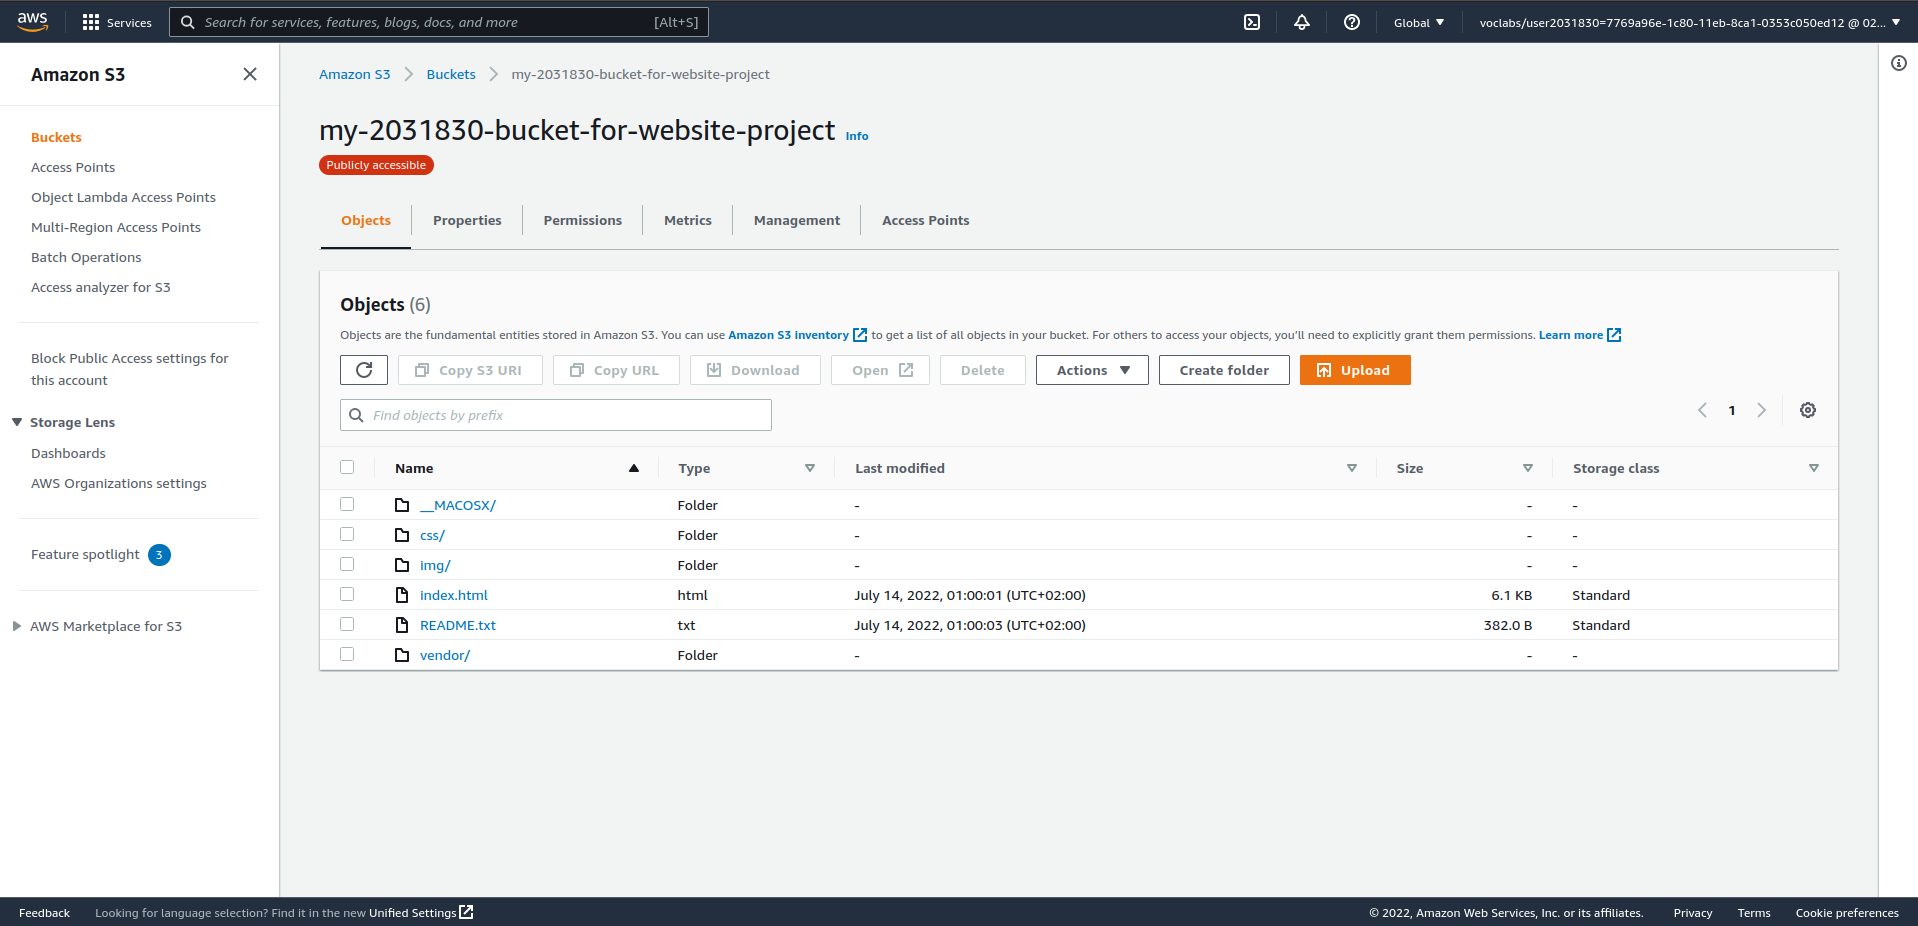 aws Services Search for services, features, blogs, docs, and more [Alt+S] Global voclabs/user2031830=7769a96e-1c80-11eb-8ca1-0353c050ed12 @ 02...
Amazon S3
Buckets
Access Points
Object Lambda Access Points
Multi-Region Access Points
Batch Operations
Access analyzer for S3
Block Public Access settings for
this account
Storage Lens
Dashboards
AWS Organizations settings
Feature spotlight 3
AWS Marketplace for S3
Amazon S3 Buckets my-2031830-bucket-for-website-project
my-2031830-bucket-for-website-project Info
Publicly accessible
Objects Properties Permissions Metrics Management Access Points
Objects (6)
Objects are the fundamental entities stored in Amazon S3. You can use Amazon S3 inventory to get a list of all objects in your bucket. For others to access your objects, you'll need to explicitly grant them permissions. Learn more
Copy S3 URI Copy URL Download Open Delete Actions Create folder Upload
Find objects by prefix 1
Name Type Last modified Size Storage class
__MACOSX/ Folder - - -
css/ Folder - - -
img/ Folder - - -
index.html html July 14, 2022, 01:00:01 (UTC+02:00) 6.1 KB Standard
README.txt txt July 14, 2022, 01:00:03 (UTC+02:00) 382.0 B Standard
vendor/ Folder - - -
Feedback Looking for language selection? Find it in the new Unified Settings © 2022, Amazon Web Services, Inc. or its affiliates. Privacy Terms Cookie preferences